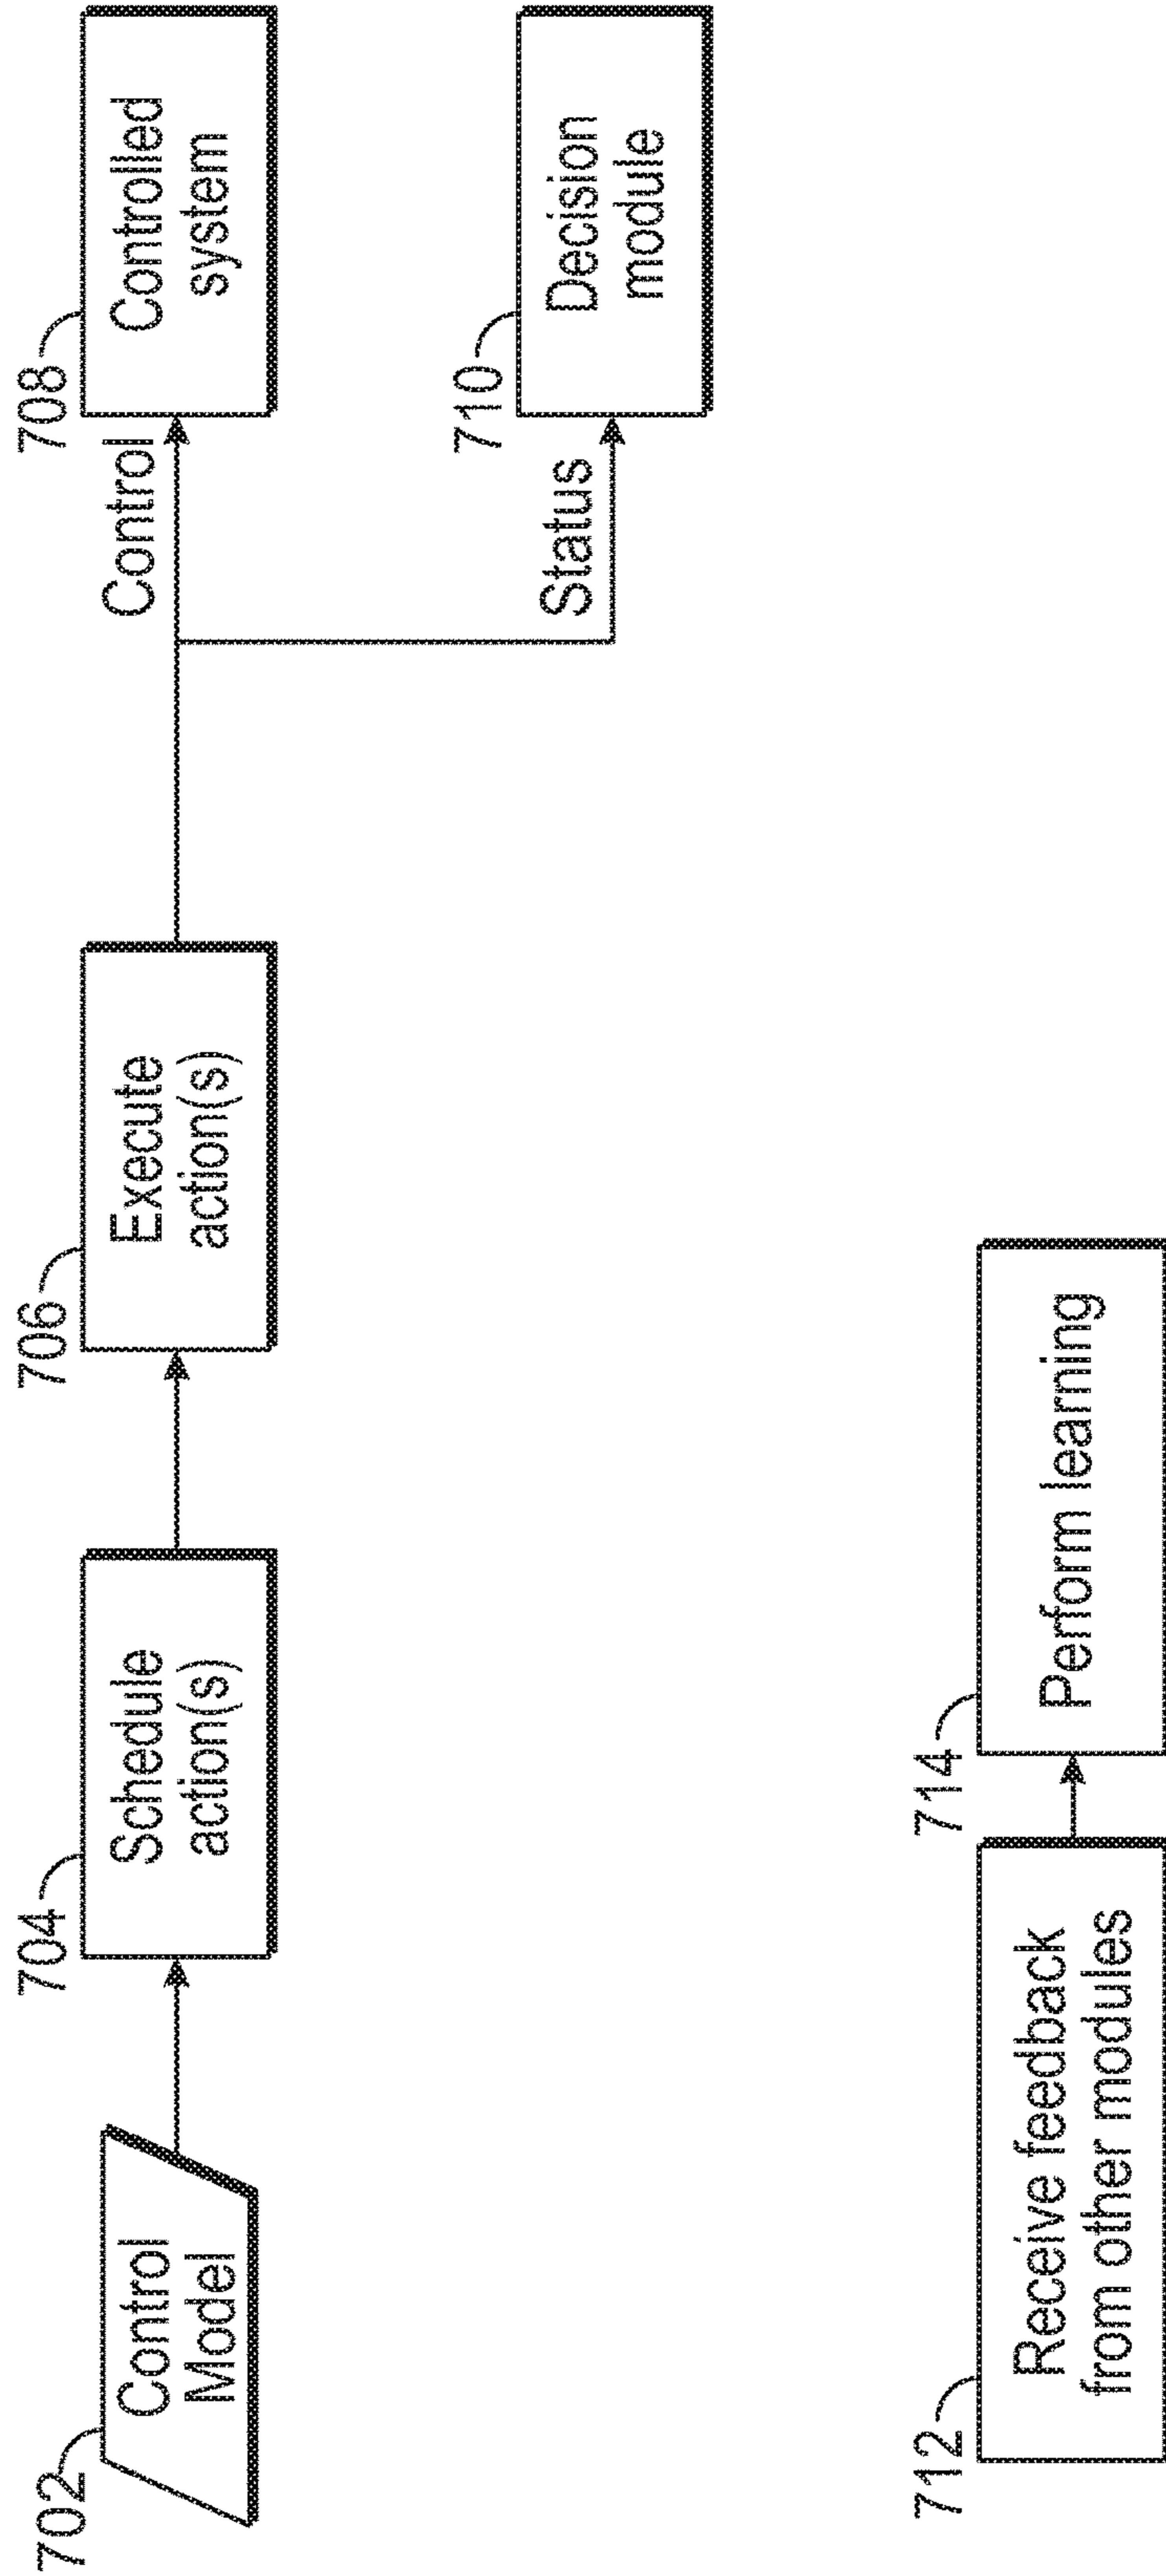 702
Control
Model
704
Schedule
action(s)
706
Execute
action(s)
Control
708
Controlled
system
Status
710
Decision
module
712
Receive feedback
from other modules
714
Perform learning